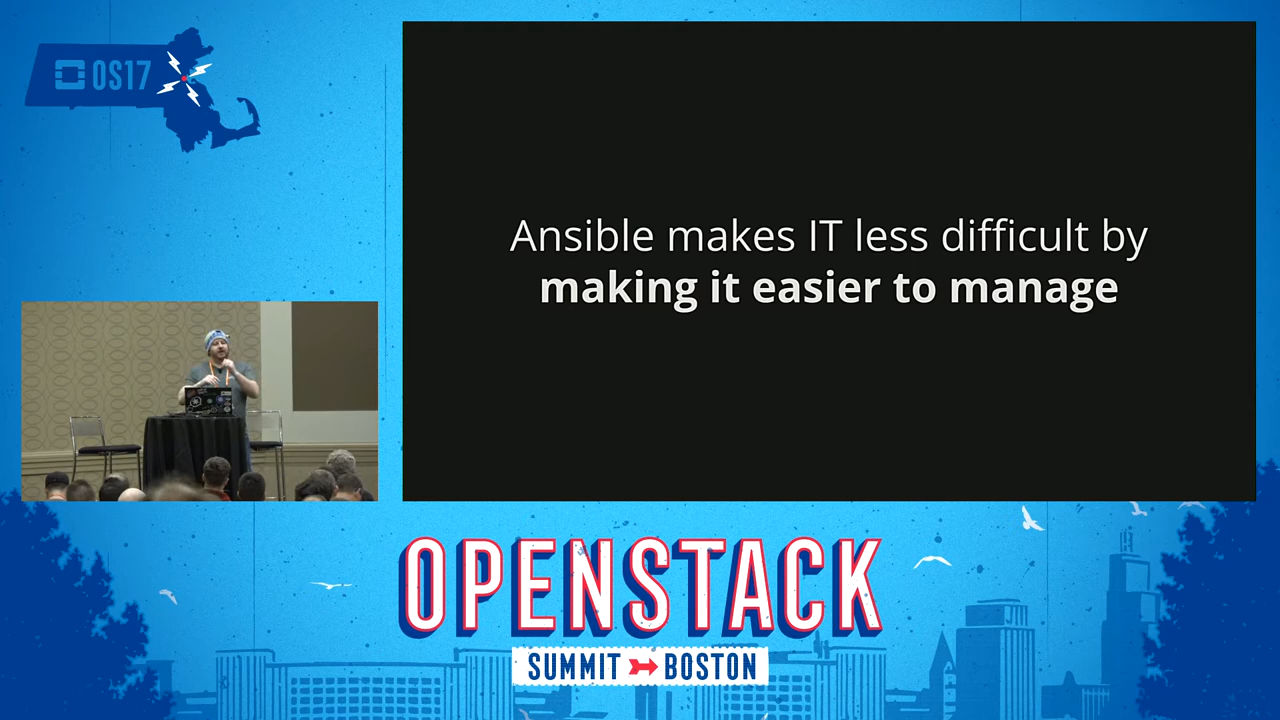 OS17
Ansible makes IT less difficult by
making it easier to manage
OPENSTACK
SUMMIT BOSTON